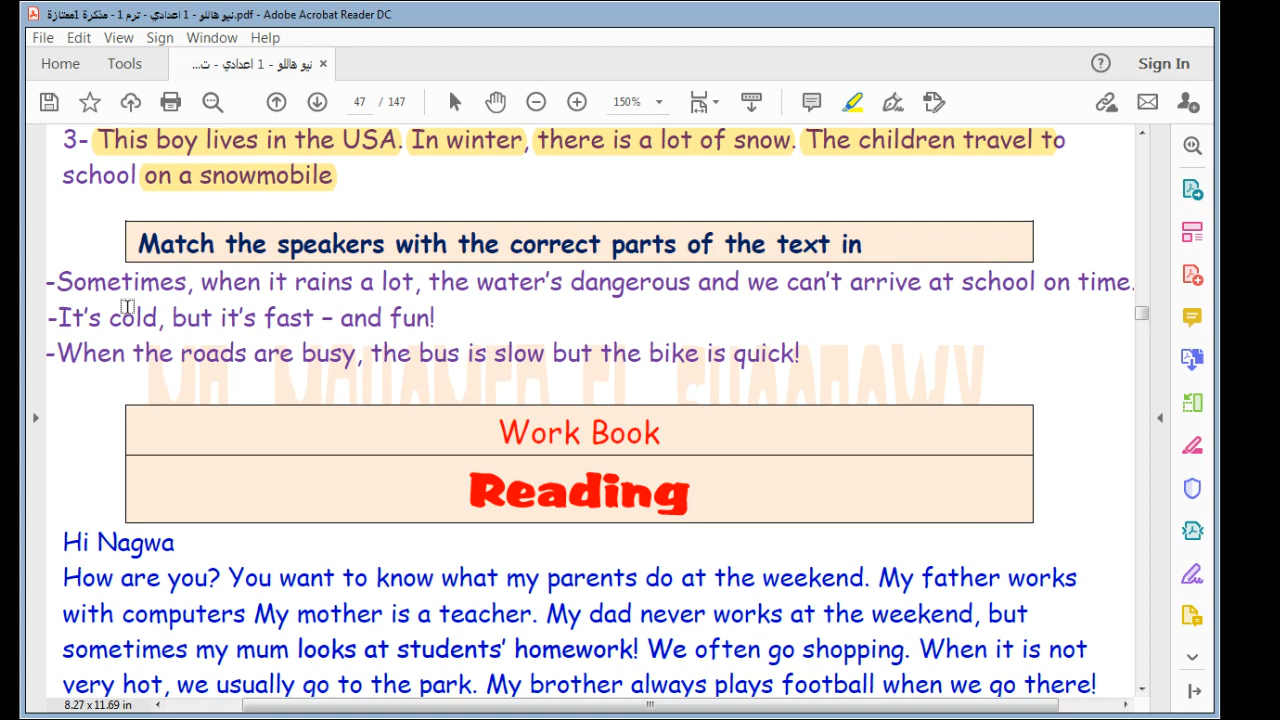 نيو هاللو - 1 اعدادي - ترم 1 - مذكرة 1ممتازة.pdf - Adobe Acrobat Reader DC
File Edit View Sign Window Help
Home Tools نيو هاللو - 1 اعدادي - ت... × Sign In
47 / 147 150%
3- This boy lives in the USA. In winter, there is a lot of snow. The children travel to
school on a snowmobile
Match the speakers with the correct parts of the text in
-Sometimes, when it rains a lot, the water’s dangerous and we can’t arrive at school on time.
-It’s cold, but it’s fast – and fun!
-When the roads are busy, the bus is slow but the bike is quick!
Work Book
Reading
Hi Nagwa
How are you? You want to know what my parents do at the weekend. My father works
with computers My mother is a teacher. My dad never works at the weekend, but
sometimes my mum looks at students’ homework! We often go shopping. When it is not
very hot, we usually go to the park. My brother always plays football when we go there!
8.27 x 11.69 in